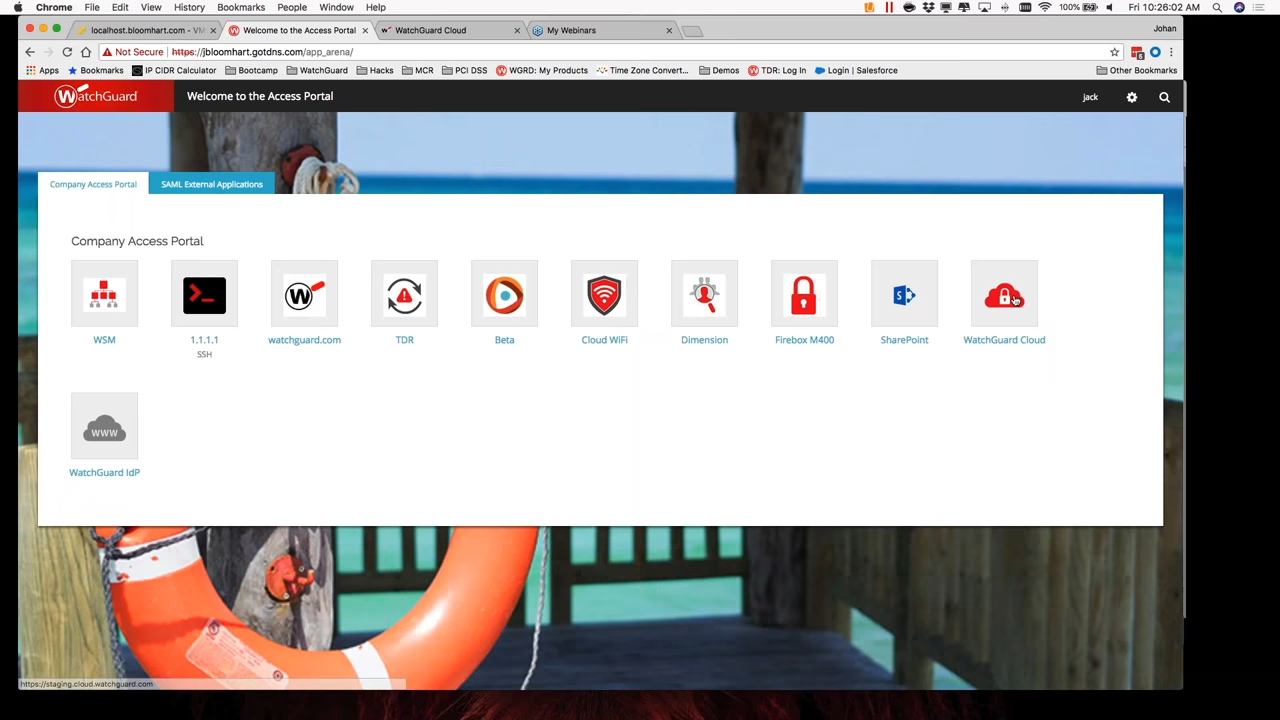 Chrome File Edit View History Bookmarks People Window Help 100% Fri 10:26:02 AM
localhost.bloomhart.com - VM Welcome to the Access Portal WatchGuard Cloud My Webinars Johan
Not Secure https://jbloomhart.gotdns.com/app_arena/
Apps Bookmarks IP CIDR Calculator Bootcamp WatchGuard Hacks MCR PCI DSS WGRD: My Products Time Zone Convert... Demos TDR: Log In Login | Salesforce Other Bookmarks
WatchGuard Welcome to the Access Portal jack
Company Access Portal SAML External Applications
Company Access Portal
WSM 1.1.1.1 watchguard.com TDR Beta Cloud WiFi Dimension Firebox M400 SharePoint WatchGuard Cloud
SSH
www
WatchGuard IdP
https://staging.cloud.watchguard.com